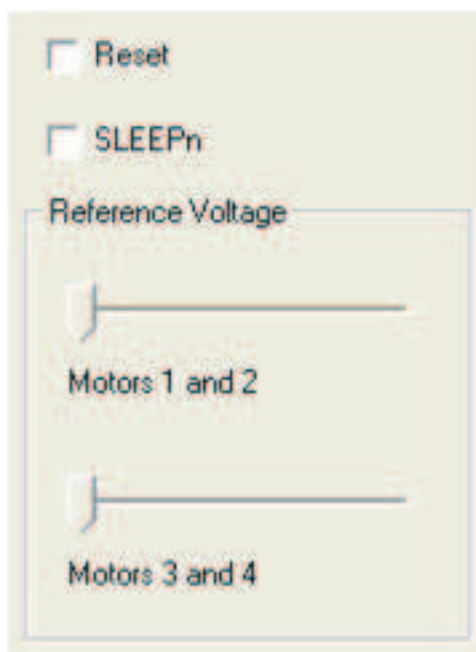 Reset
SLEEPn
Reference Voltage
Motors 1 and 2
Motors 3 and 4